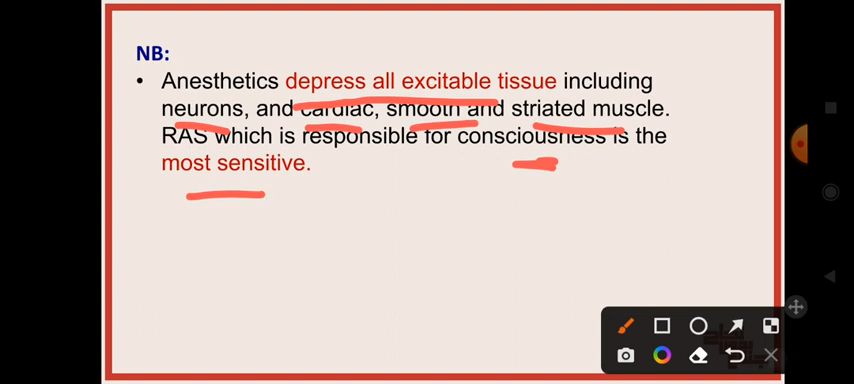 NB:
• Anesthetics depress all excitable tissue including
neurons, and cardiac, smooth and striated muscle.
RAS which is responsible for consciousness is the
most sensitive.